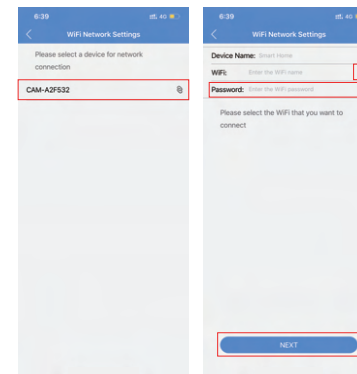 6:39
WiFi Network Settings
Please select a device for network
connection
CAM-A2F532
6:39
WiFi Network Settings
Device Name: Smart Home
WiFi: Enter the WiFi name
Password: Enter the WiFi password
Please select the WiFi that you want to
connect
NEXT